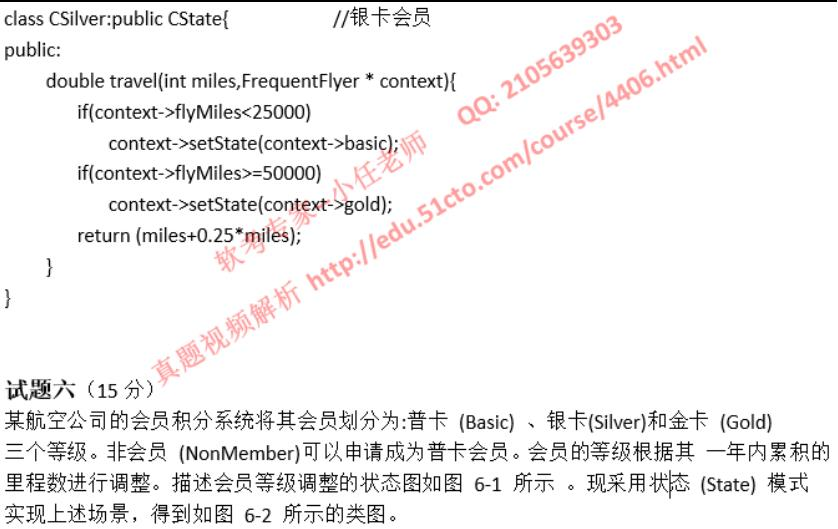 class CSilver:public CState{ //银卡会员
public:
double travel(int miles,FrequentFlyer * context){
if(context->flyMiles<25000)
context->setState(context->basic);
if(context->flyMiles>=50000)
context->setState(context->gold);
return (miles+0.25*miles);
}
}
软考专家--小任老师 QQ: 2105639303
真题视频解析 http://edu.51cto.com/course/4406.html
试题六（15 分）
某航空公司的会员积分系统将其会员划分为:普卡 (Basic) 、银卡(Silver)和金卡 (Gold)
三个等级。非会员 (NonMember)可以申请成为普卡会员。会员的等级根据其 一年内累积的
里程数进行调整。描述会员等级调整的状态图如图 6-1 所示 。现采用状态 (State) 模式
实现上述场景，得到如图 6-2 所示的类图。